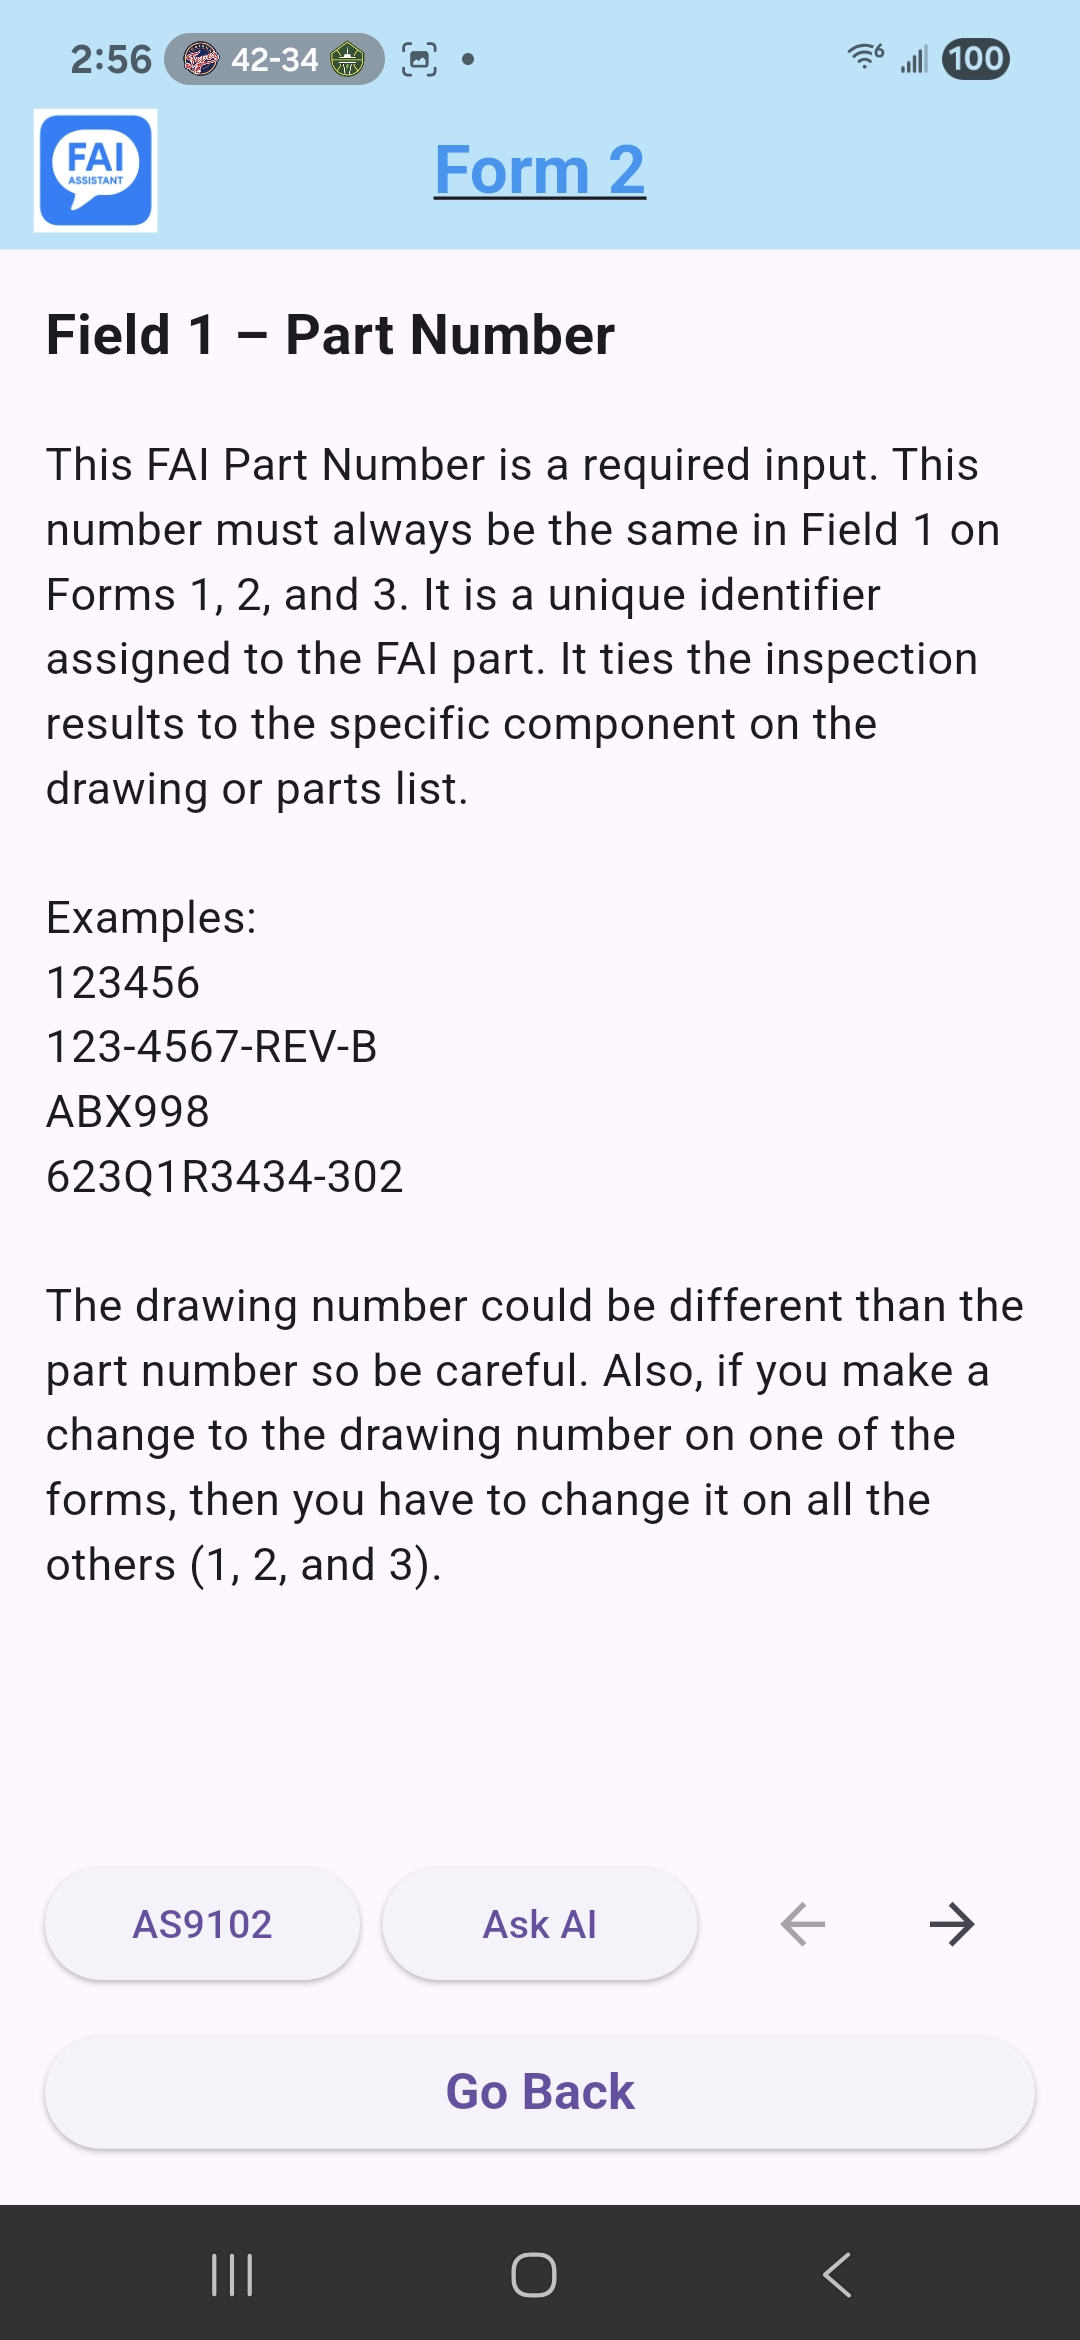 2:56 42-34 6 100
FAI
ASSISTANT
Form 2
Field 1 – Part Number
This FAI Part Number is a required input. This
number must always be the same in Field 1 on
Forms 1, 2, and 3. It is a unique identifier
assigned to the FAI part. It ties the inspection
results to the specific component on the
drawing or parts list.
Examples:
123456
123-4567-REV-B
ABX998
623Q1R3434-302
The drawing number could be different than the
part number so be careful. Also, if you make a
change to the drawing number on one of the
forms, then you have to change it on all the
others (1, 2, and 3).
AS9102 Ask AI
Go Back